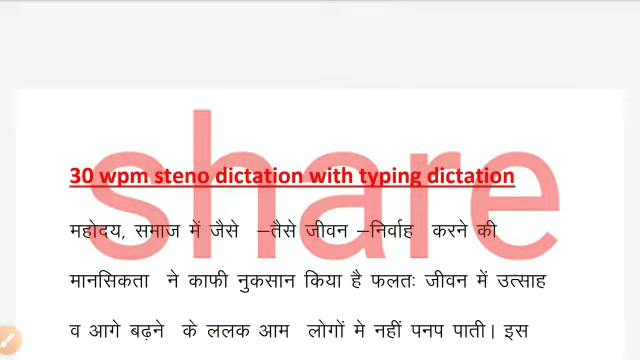 share
30 wpm steno dictation with typing dictation
महोदय, समाज में जैसे –तैसे जीवन –निर्वाह करने की
मानसिकता ने काफी नुकसान किया है फलतः जीवन में उत्साह
व आगे बढ़ने के ललक आम लोगों मे नहीं पनप पाती। इस